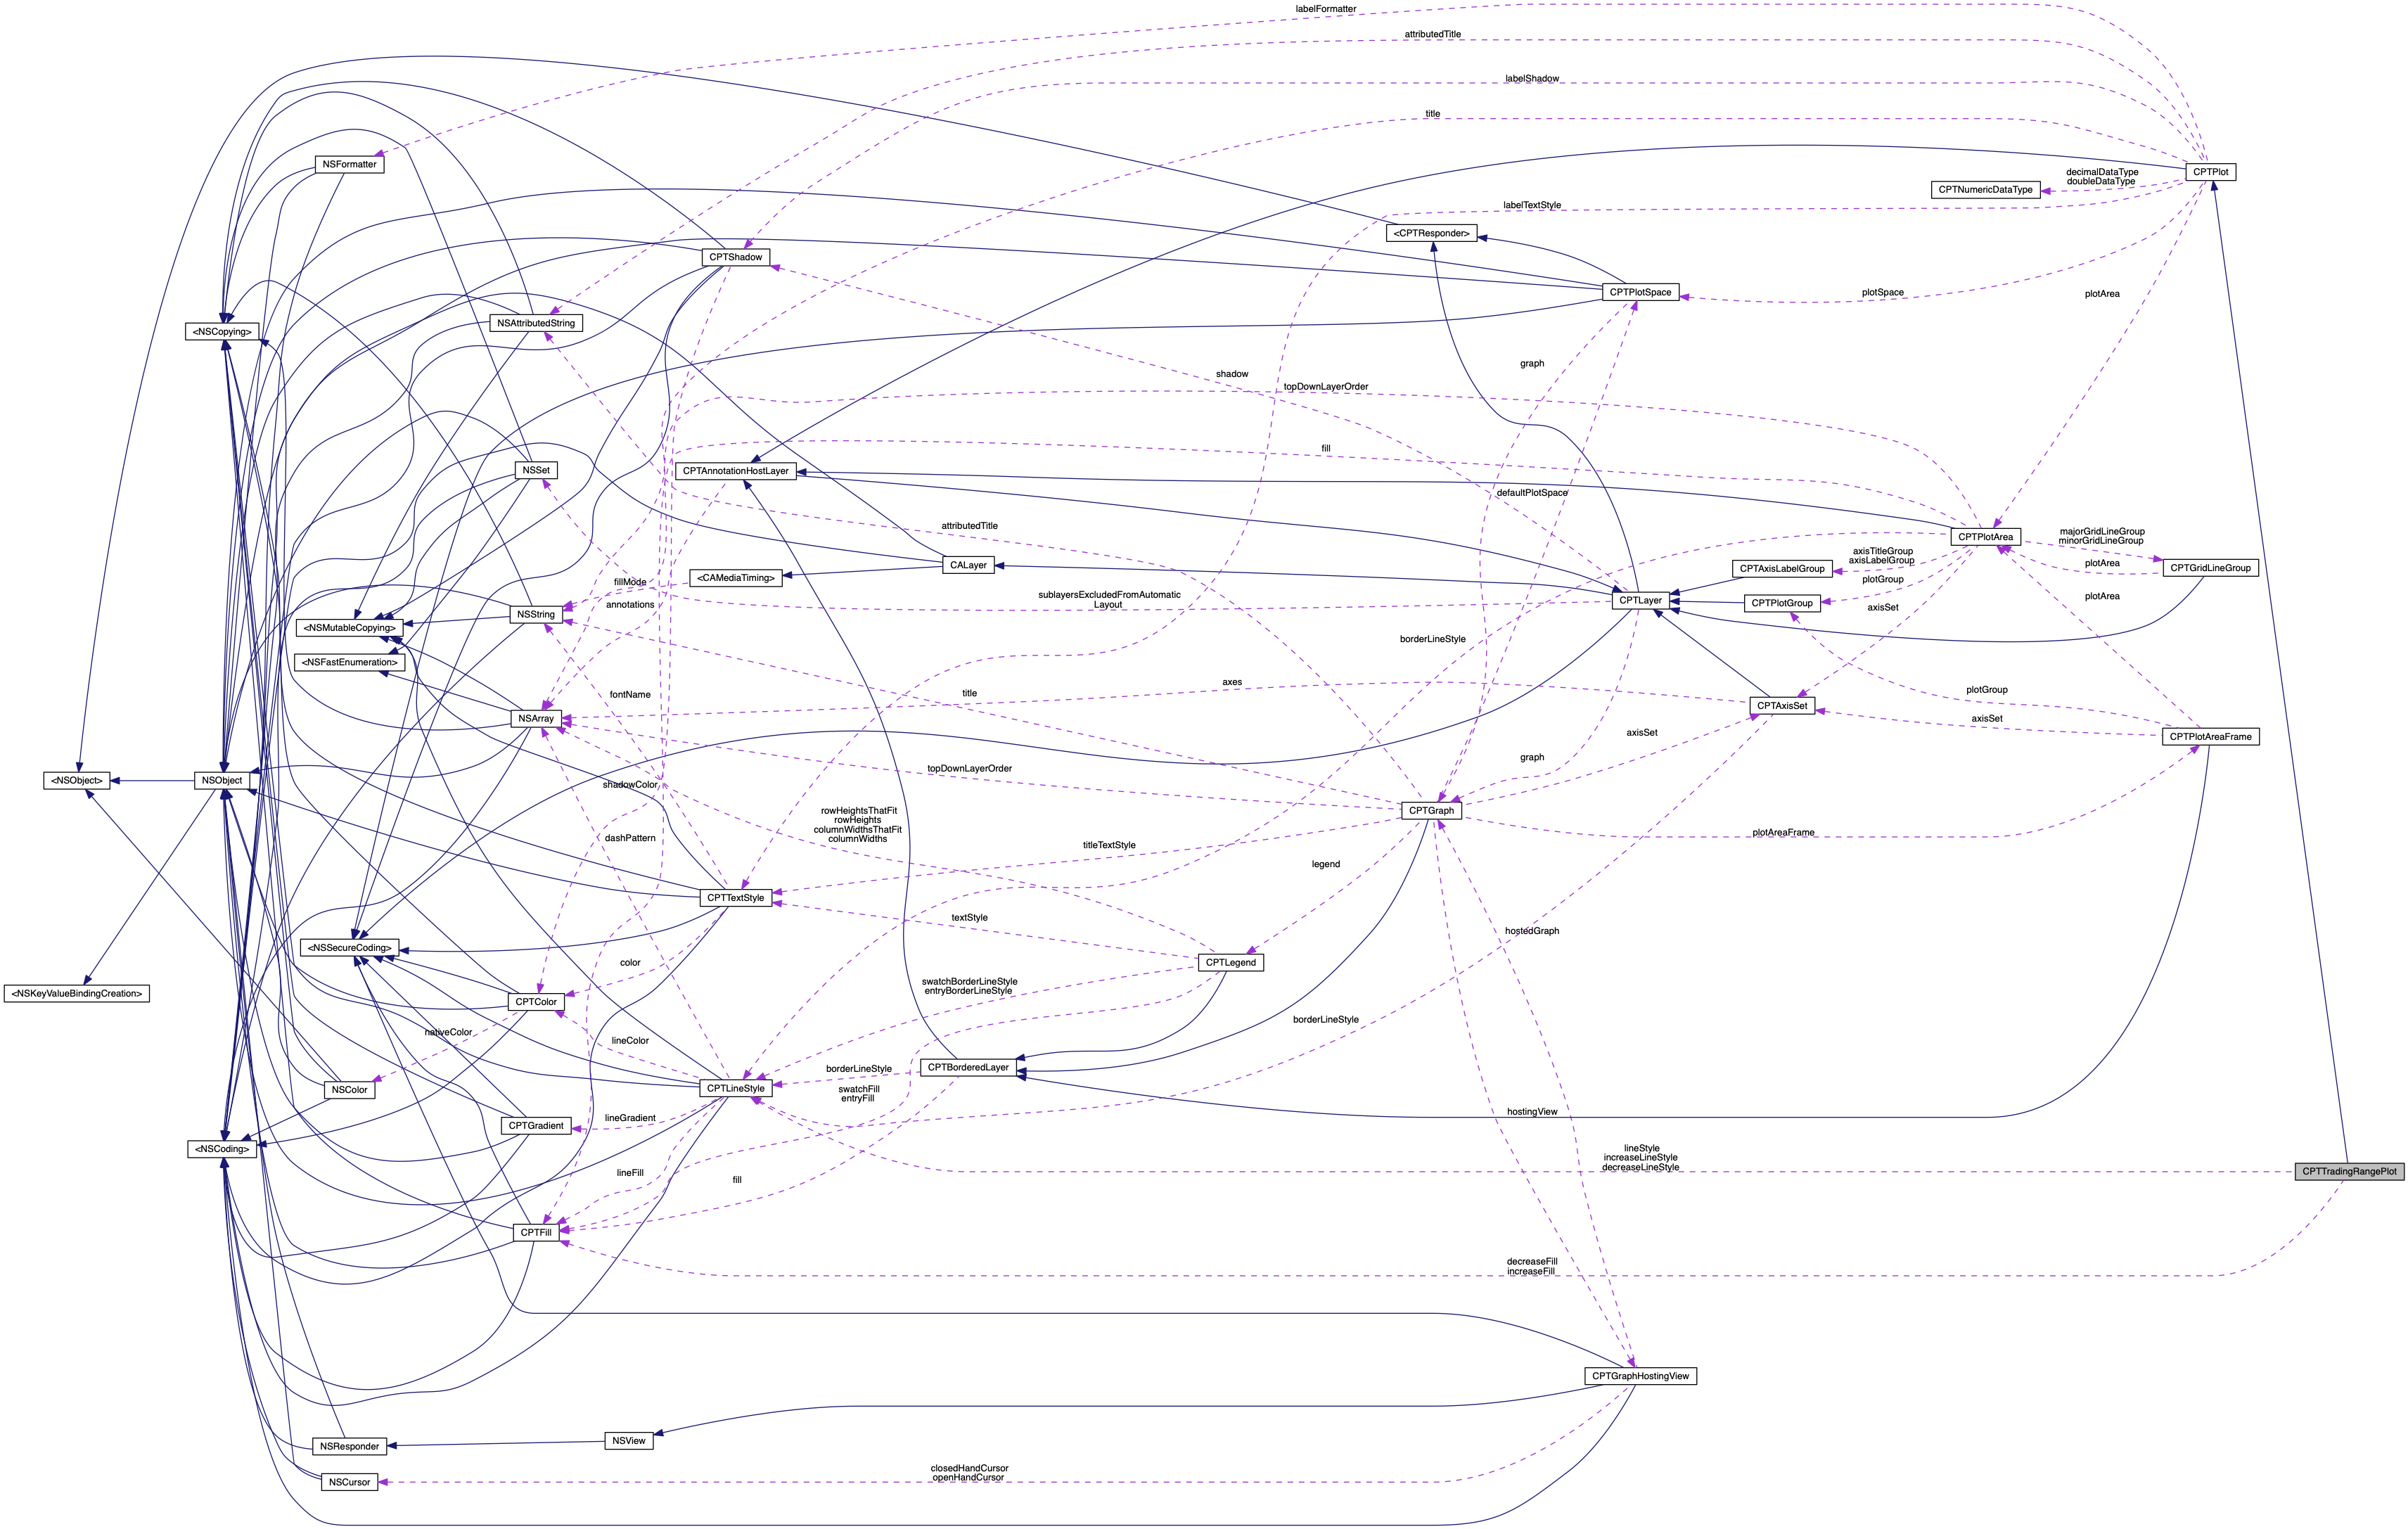 labelFormatter
attributedTitle
labelShadow
title
NSFormatter
CPTPlot
decimalDataType
doubleDataType
CPTNumericDataType
labelTextStyle
<CPTResponder>
CPTShadow
CPTPlotSpace
plotSpace
plotArea
NSAttributedString
<NSCopying>
graph
shadow
topDownLayerOrder
fill
NSSet
CPTAnnotationHostLayer
defaultPlotSpace
attributedTitle
majorGridLineGroup
minorGridLineGroup
CPTPlotArea
axisTitleGroup
axisLabelGroup
plotArea
CPTGridLineGroup
CALayer
CPTAxisLabelGroup
<CAMediaTiming>
fillMode
plotGroup
sublayersExcludedFromAutomatic
Layout
plotArea
CPTLayer
CPTPlotGroup
annotations
axisSet
NSString
<NSMutableCopying>
borderLineStyle
<NSFastEnumeration>
axes
title
fontName
plotGroup
CPTAxisSet
NSArray
axisSet
axisSet
CPTPlotAreaFrame
graph
topDownLayerOrder
<NSObject>
NSObject
shadowColor
rowHeightsThatFit
rowHeights
columnWidthsThatFit
columnWidths
CPTGraph
plotAreaFrame
dashPattern
titleTextStyle
legend
CPTTextStyle
textStyle
hostedGraph
<NSSecureCoding>
color
CPTLegend
swatchBorderLineStyle
entryBorderLineStyle
<NSKeyValueBindingCreation>
CPTColor
borderLineStyle
nativeColor
lineColor
CPTBorderedLayer
borderLineStyle
NSColor
CPTLineStyle
swatchFill
entryFill
hostingView
lineGradient
CPTGradient
<NSCoding>
lineStyle
increaseLineStyle
decreaseLineStyle
CPTTradingRangePlot
lineFill
fill
CPTFill
decreaseFill
increaseFill
CPTGraphHostingView
NSView
NSResponder
closedHandCursor
openHandCursor
NSCursor